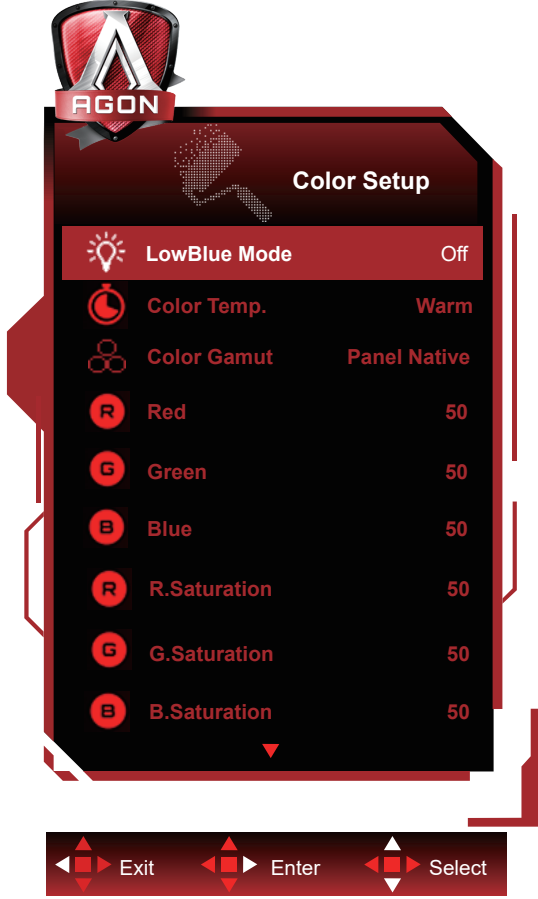 AGON
Color Setup
LowBlue Mode Off
Color Temp. Warm
Color Gamut Panel Native
R Red 50
G Green 50
B Blue 50
R R.Saturation 50
G G.Saturation 50
B B.Saturation 50
Exit Enter Select